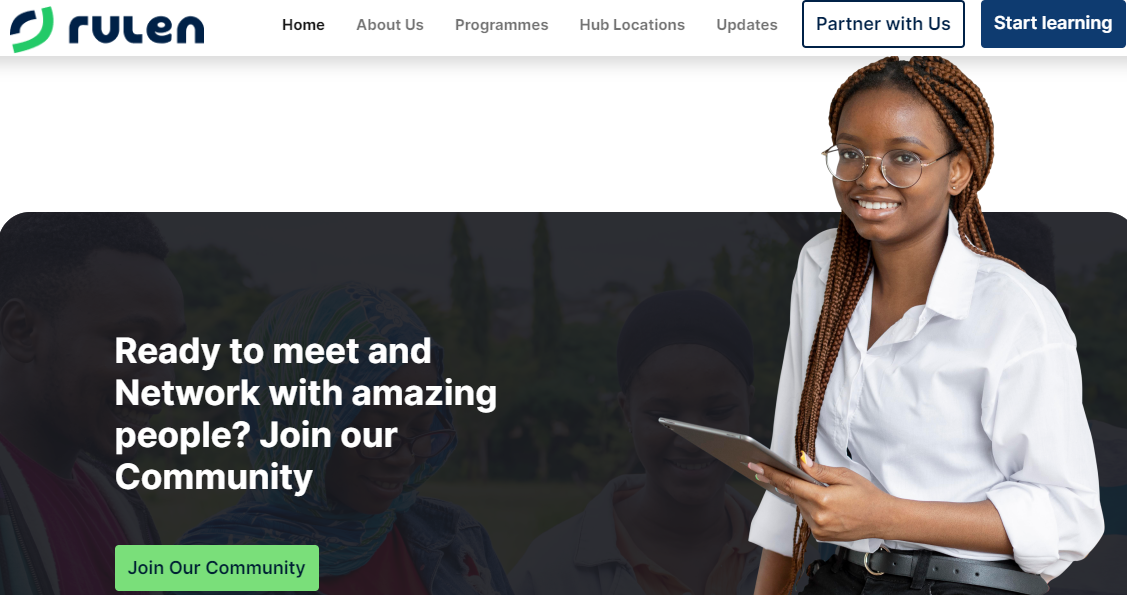 rulen
Home
About Us
Programmes
Hub Locations
Updates
Partner with Us
Start learning
Ready to meet and
Network with amazing
people? Join our
Community
Join Our Community